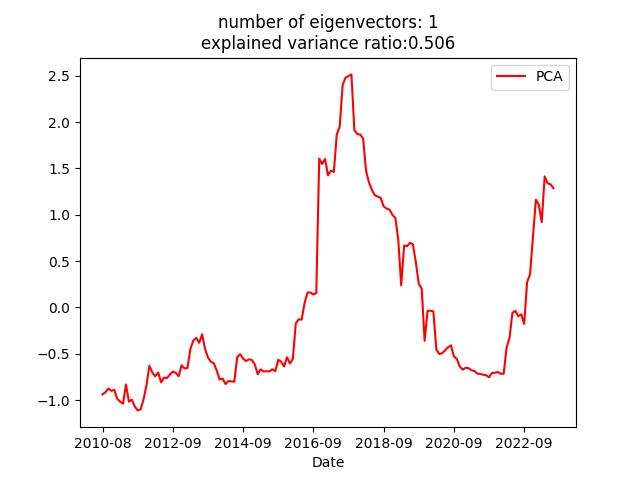 number of eigenvectors: 1
explained variance ratio:0.506
PCA
2.5
2.0
1.5
1.0
0.5
0.0
−0.5
−1.0
2010-08 2012-09 2014-09 2016-09 2018-09 2020-09 2022-09
Date